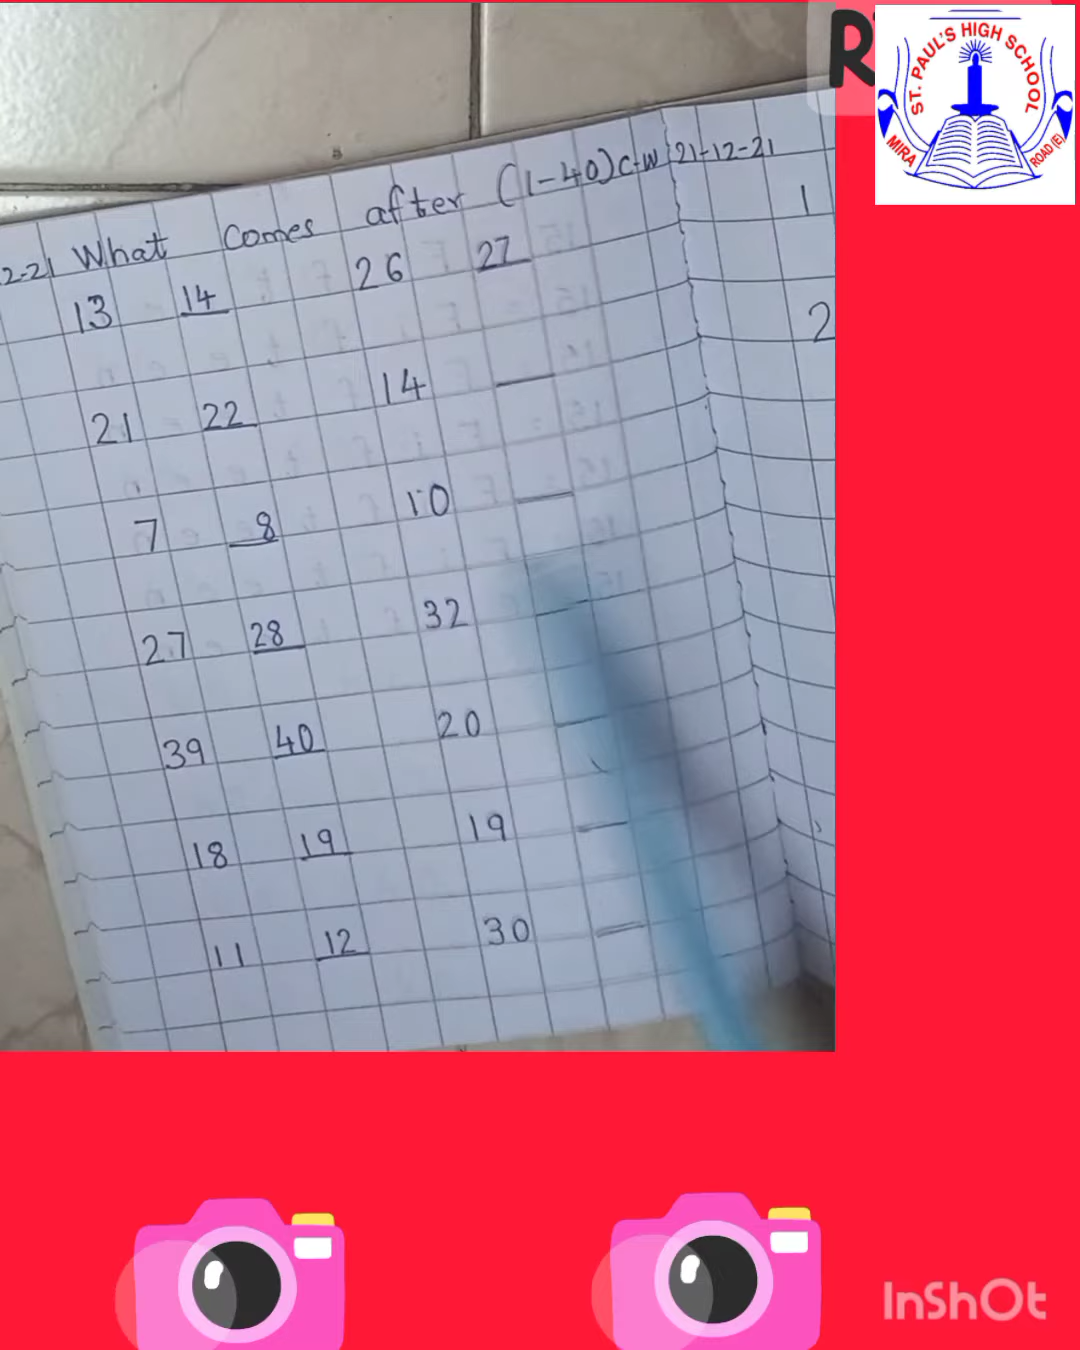 R
ST. PAUL'S HIGH SCHOOL
MIRA ROAD (E)
2-21 What comes after (1-40) C.W 21-12-21
13 14 26 27
1
21 22 14
2
7 8 10
27 28 32
39 40 20
18 19 19
11 12 30
InShOt